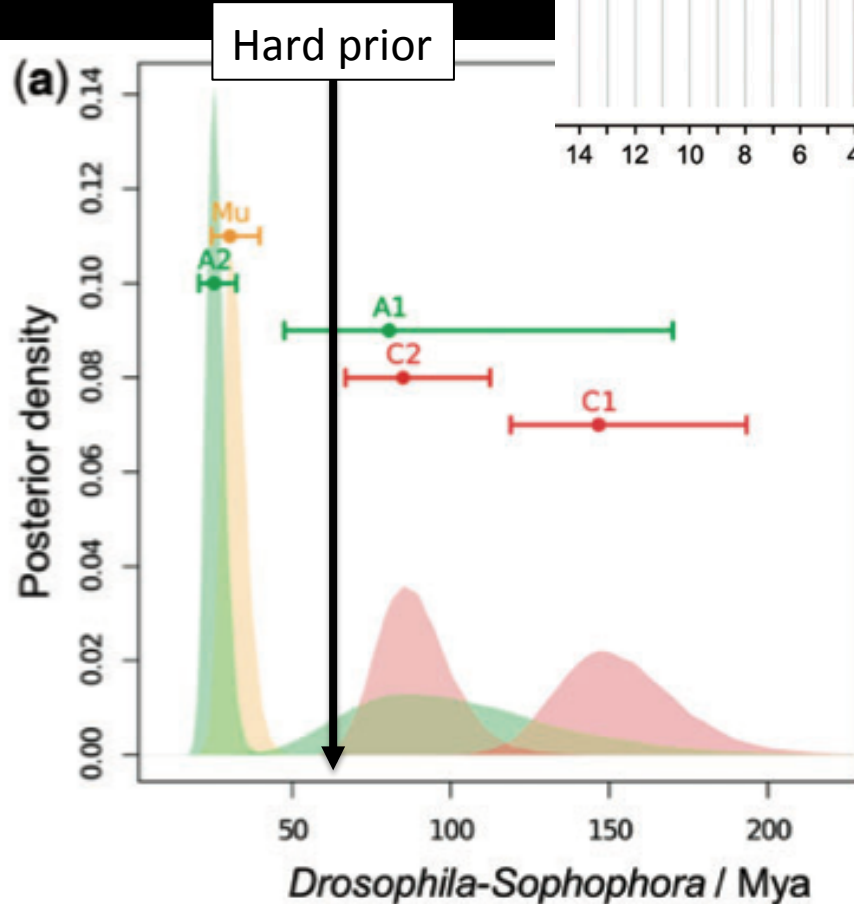 Hard prior
(a)
14 12 10 8 6 4
0.14
0.12
0.10
0.08
0.06
0.04
0.02
0.00
Posterior density
Mu
A2
A1
C2
C1
50 100 150 200
Drosophila-Sophophora / Mya